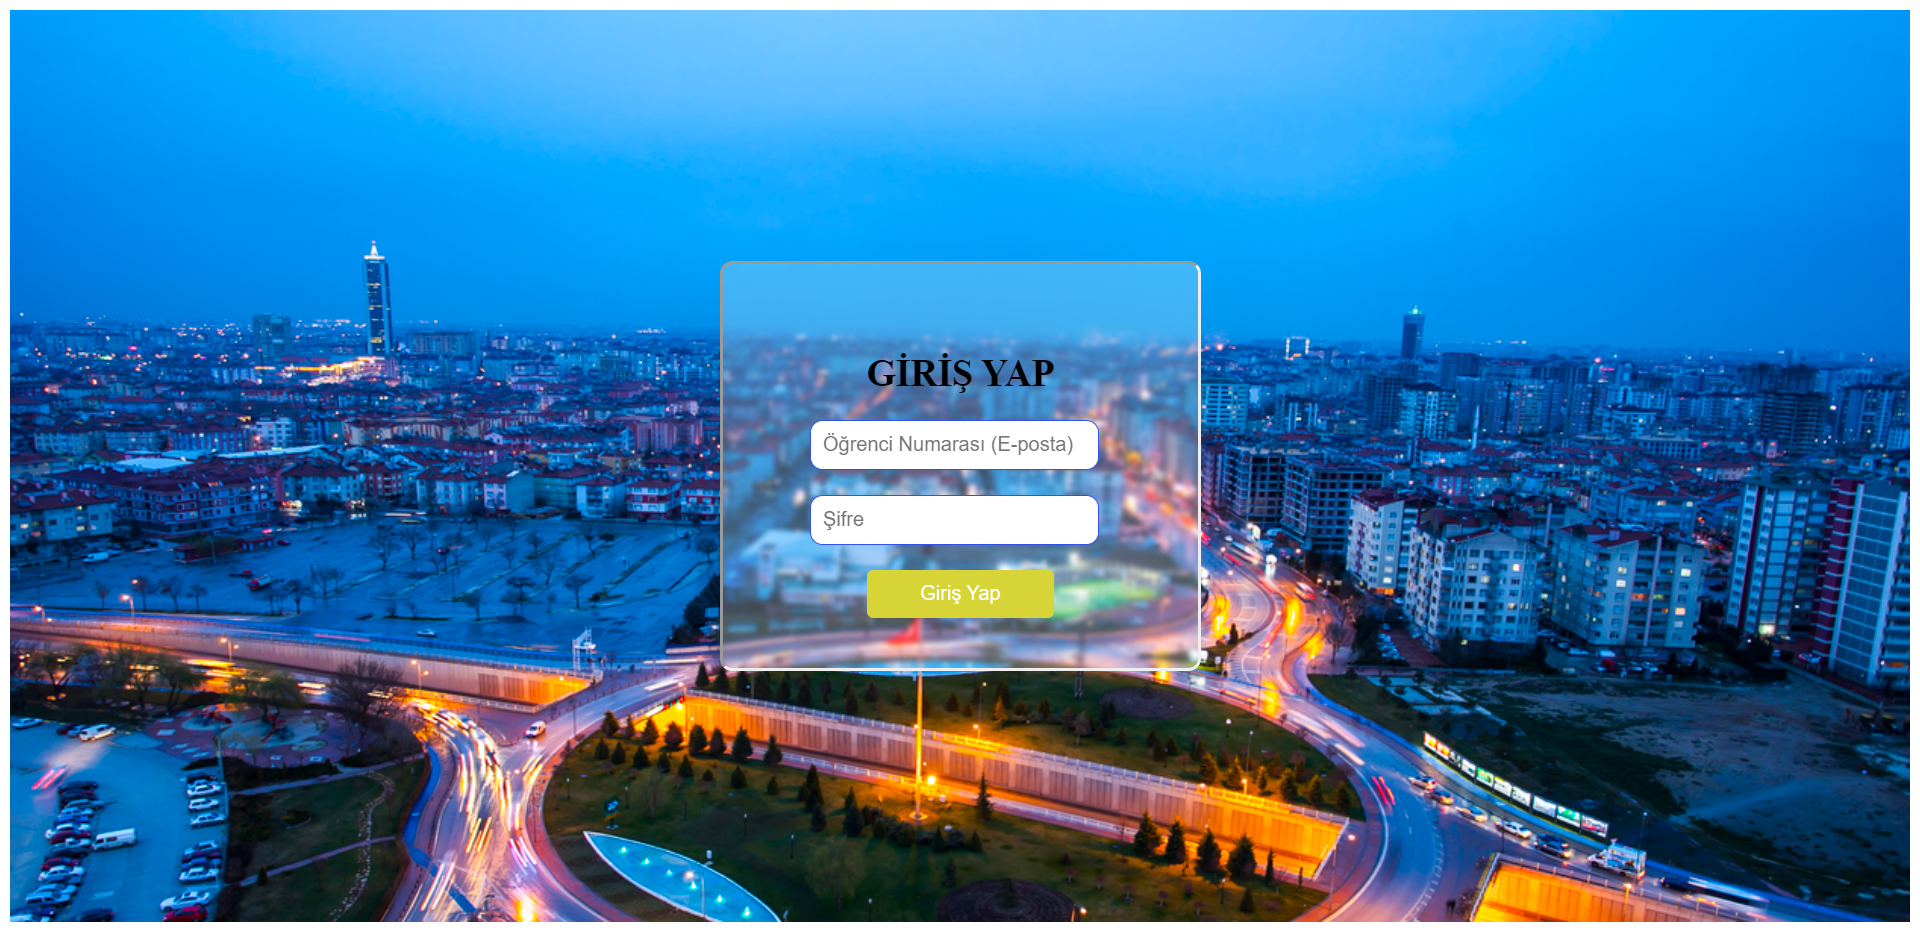 GİRİŞ YAP
Öğrenci Numarası (E-posta)
Şifre
Giriş Yap